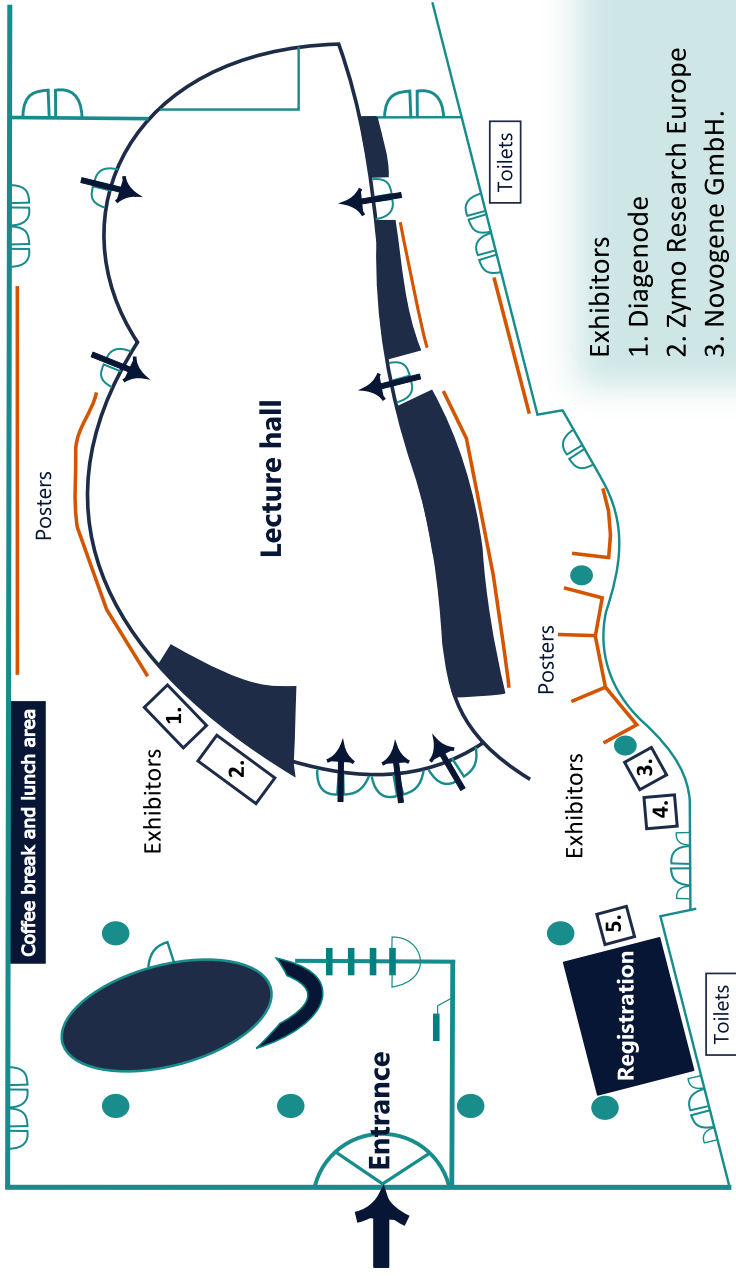 Coffee break and lunch area
Posters
Exhibitors
1.
2.
Lecture hall
Entrance
Posters
Exhibitors
3.
4.
5.
Registration
Toilets
Toilets
Exhibitors
1. Diagenode
2. Zymo Research Europe
3. Novogene GmbH.